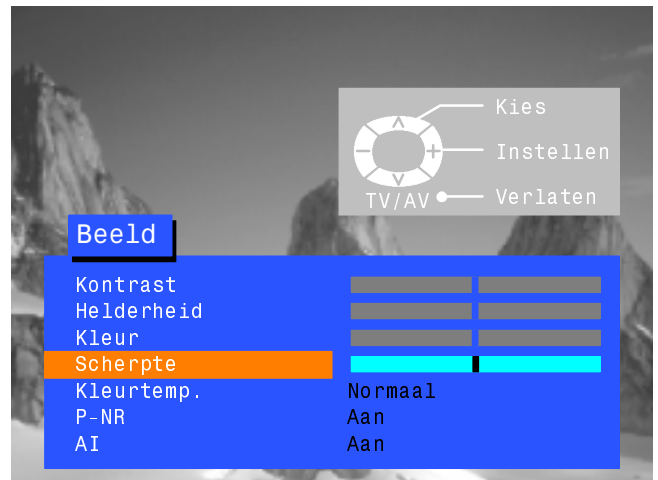 Kies
Instellen
TV/AV Verlaten
Beeld
Kontrast
Helderheid
Kleur
Scherpte
Kleurtemp. Normaal
P-NR Aan
AI Aan